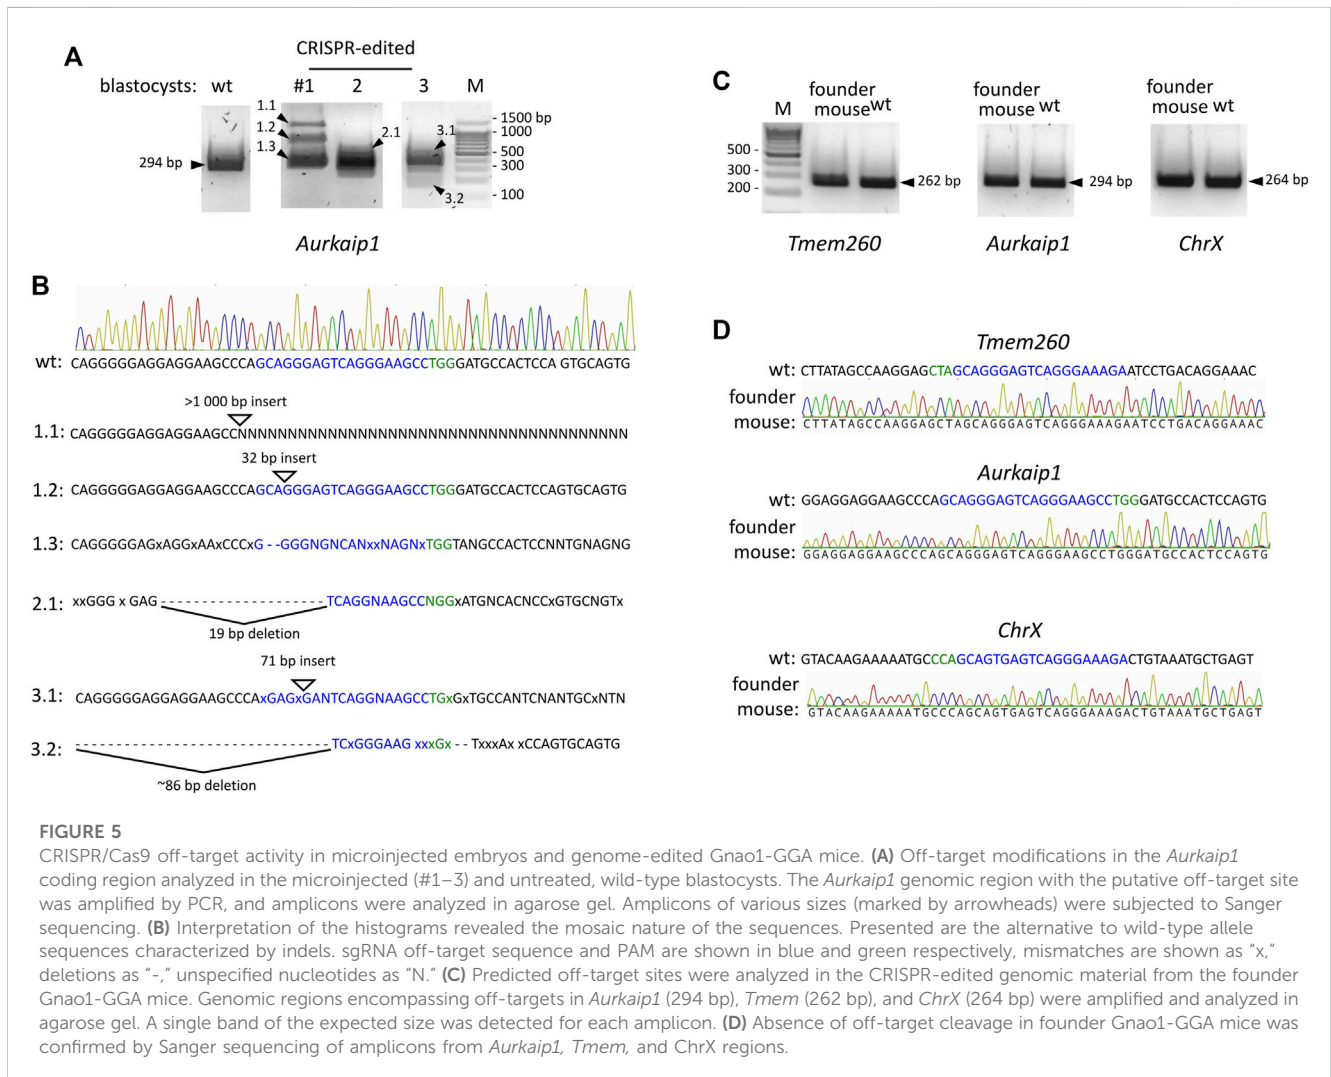 A
CRISPR-edited
blastocysts: wt #1 2 3 M
1.1
1.2
1.3
2.1
3.1
3.2
294 bp
1500 bp
1000
500
300
100
Aurkaip1
B
wt: CAGGGGGAGGAGGAAGCCCAGCAGGGAGTCAGGGAAGCCTGGGATGCCACTCCA GTGCAGTG
>1 000 bp insert
1.1: CAGGGGGAGGAGGAAGCCNNNNNNNNNNNNNNNNNNNNNNNNNNNNNNNNNNNNNNNNNN
32 bp insert
1.2: CAGGGGGAGGAGGAAGCCCAGCAGGGAGTCAGGGAAGCCTGGGATGCCACTCCAGTGCAGTG
1.3: CAGGGGGAGxAGGxAAxCCCxG - -GGGNGNCANxxNAGNxTGGTANGCCACTCCNNTGNAGNG
2.1: xxGGG x GAG - - - - - - - - - - - - - - - - - - - TCAGGNAAGCCNGGxATGNCACNCCxGTGCNGTx
19 bp deletion
71 bp insert
3.1: CAGGGGGAGGAGGAAGCCCAxGAGxGANTCAGGNAAGCCTGxGxTGCCANTCNANTGCxNTN
3.2: - - - - - - - - - - - - - - - - - - - - - - - - - - - - TCxGGGAAG xxxGx - - TxxxAx xCCAGTGCAGTG
~86 bp deletion
C
M founder mouse wt
500
300
200
262 bp
Tmem260
founder mouse wt
294 bp
Aurkaip1
founder mouse wt
264 bp
ChrX
D
Tmem260
wt: CTTATAGCCAAGGAGCTAGCAGGGAGTCAGGGAAAGAATCCTGACAGGAAAC
founder
mouse: CTTATAGCCAAGGAGCTAGCAGGGAGTCAGGGAAAGAATCCTGACAGGAAAC
Aurkaip1
wt: GGAGGAGGAAGCCCAGCAGGGAGTCAGGGAAGCCTGGGATGCCACTCCAGTG
founder
mouse: GGAGGAGGAAGCCCAGCAGGGAGTCAGGGAAGCCTGGGATGCCACTCCAGTG
ChrX
wt: GTACAAGAAAAATGCCCAGCAGTGAGTCAGGGAAAGACTGTAAATGCTGAGT
founder
mouse: GTACAAGAAAAATGCCCAGCAGTGAGTCAGGGAAAGACTGTAAATGCTGAGT
FIGURE 5
CRISPR/Cas9 off-target activity in microinjected embryos and genome-edited Gnao1-GGA mice. (A) Off-target modifications in the Aurkaip1
coding region analyzed in the microinjected (#1–3) and untreated, wild-type blastocysts. The Aurkaip1 genomic region with the putative off-target site
was amplified by PCR, and amplicons were analyzed in agarose gel. Amplicons of various sizes (marked by arrowheads) were subjected to Sanger
sequencing. (B) Interpretation of the histograms revealed the mosaic nature of the sequences. Presented are the alternative to wild-type allele
sequences characterized by indels. sgRNA off-target sequence and PAM are shown in blue and green respectively, mismatches are shown as “x,”
deletions as “-,” unspecified nucleotides as “N.” (C) Predicted off-target sites were analyzed in the CRISPR-edited genomic material from the founder
Gnao1-GGA mice. Genomic regions encompassing off-targets in Aurkaip1 (294 bp), Tmem (262 bp), and ChrX (264 bp) were amplified and analyzed in
agarose gel. A single band of the expected size was detected for each amplicon. (D) Absence of off-target cleavage in founder Gnao1-GGA mice was
confirmed by Sanger sequencing of amplicons from Aurkaip1, Tmem, and ChrX regions.